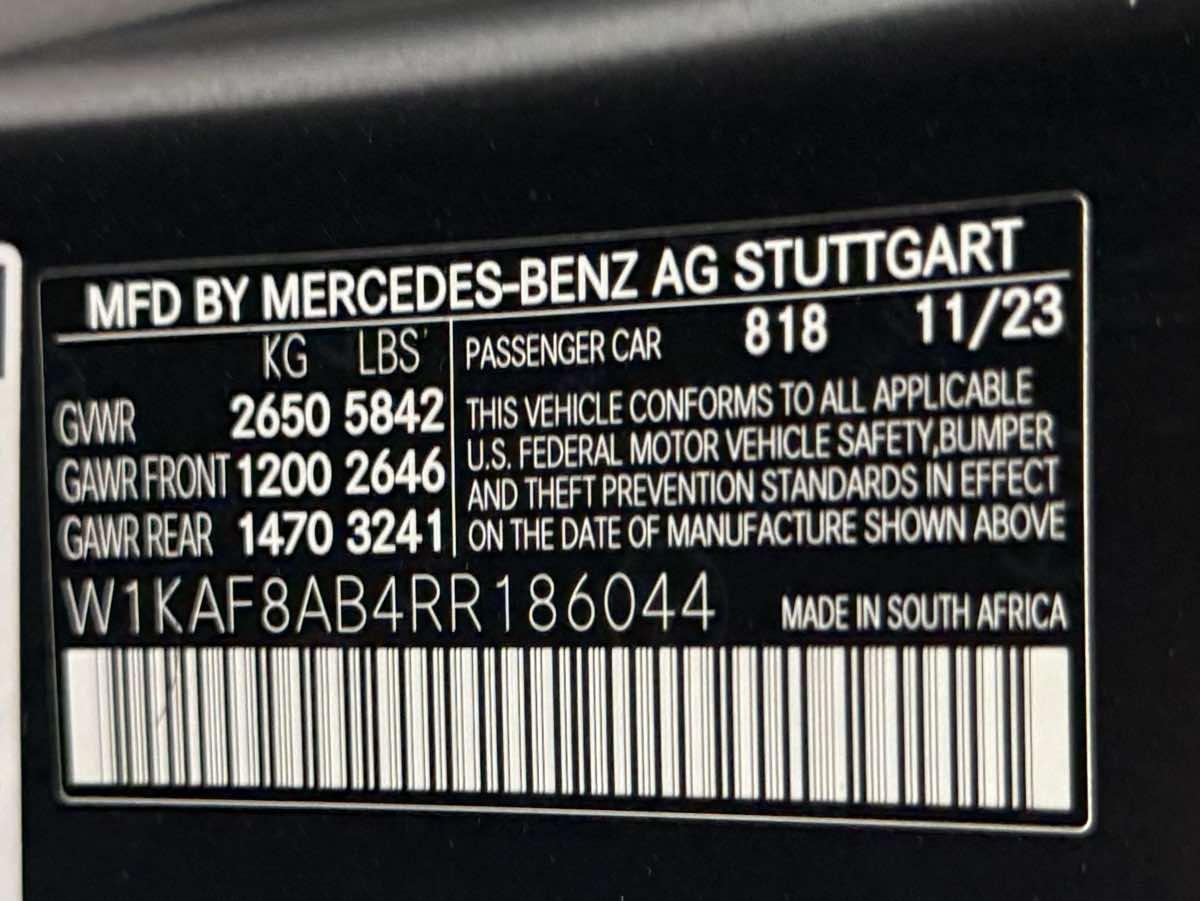 MFD BY MERCEDES-BENZ AG STUTTGART
KG LBS PASSENGER CAR 818 11/23
GVWR 2650 5842
GAWR FRONT 1200 2646
GAWR REAR 1470 3241
THIS VEHICLE CONFORMS TO ALL APPLICABLE
U.S. FEDERAL MOTOR VEHICLE SAFETY,BUMPER
AND THEFT PREVENTION STANDARDS IN EFFECT
ON THE DATE OF MANUFACTURE SHOWN ABOVE
W1KAF8AB4RR186044 MADE IN SOUTH AFRICA